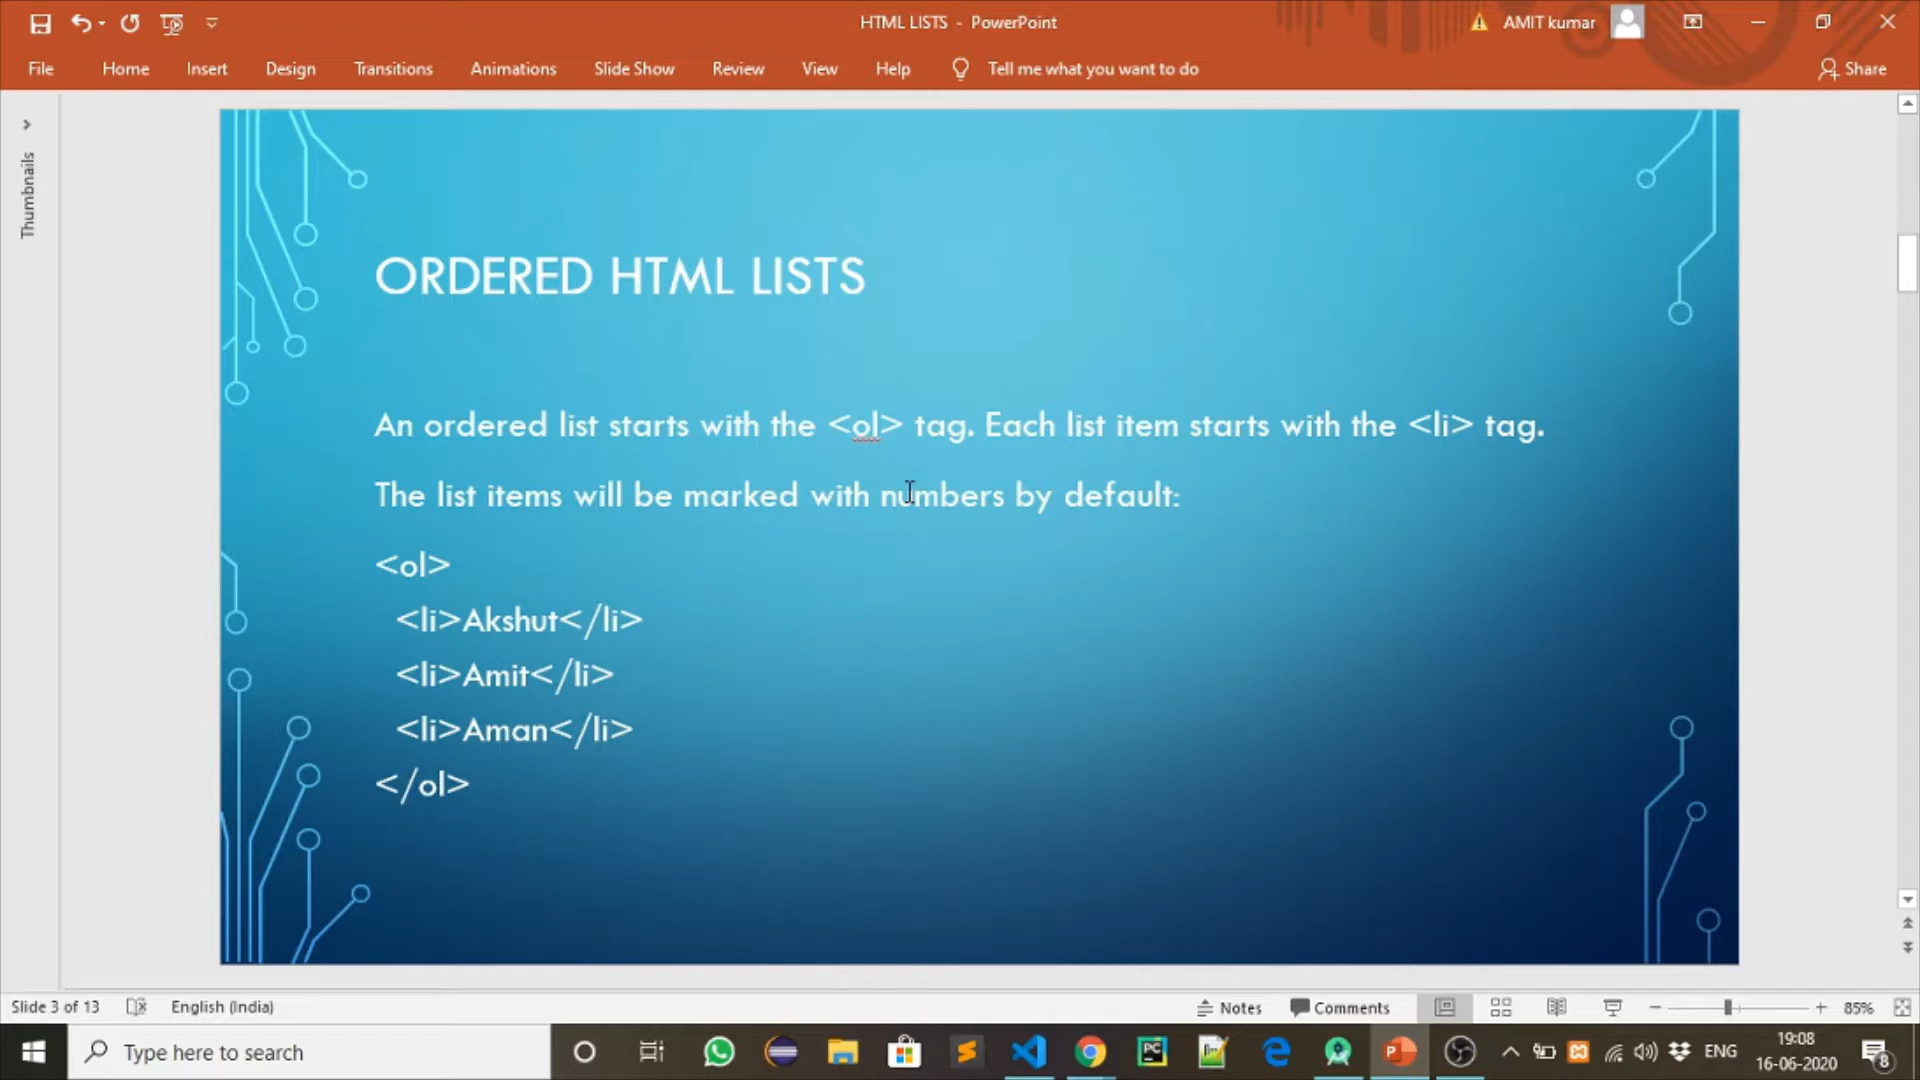 HTML LISTS - PowerPoint
AMIT kumar
File Home Insert Design Transitions Animations Slide Show Review View Help Tell me what you want to do Share
Thumbnails
ORDERED HTML LISTS
An ordered list starts with the <ol> tag. Each list item starts with the <li> tag.
The list items will be marked with numbers by default:
<ol>
<li>Akshut</li>
<li>Amit</li>
<li>Aman</li>
</ol>
Slide 3 of 13 English (India) Notes Comments 85%
Type here to search
PC
P
ENG
19:08
16-06-2020
8